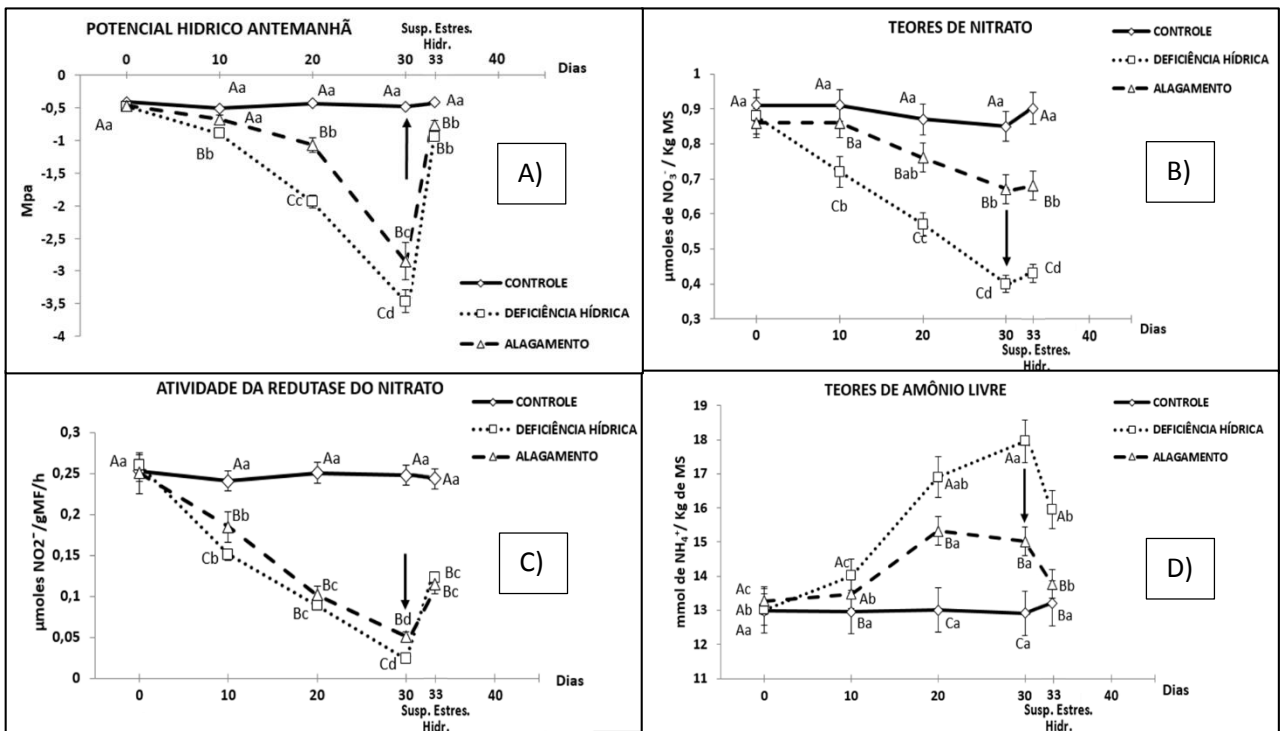 POTENCIAL HIDRICO ANTEMANHÃ
Susp. Estres.
Hidr.
0 10 20 30 33 40
Dias
0
-0,5
-1
-1,5
-2
-2,5
-3
-3,5
-4
Mpa
Aa
Aa
Aa
Aa
Aa
Aa
Bb
Bb
Cc
Bc
Cd
Bb
Bb
A)
CONTROLE
DEFICIÊNCIA HÍDRICA
ALAGAMENTO
TEORES DE NITRATO
CONTROLE
DEFICIÊNCIA HÍDRICA
ALAGAMENTO
µmoles de NO₃⁻ / Kg MS
1
0,9
0,8
0,7
0,6
0,5
0,4
0,3
Aa
Aa
Aa
Aa
Aa
Ba
Bab
Bb
Bb
Cb
Cc
Cd
Cd
B)
0 10 20 30 33 40
Dias
Susp. Estres.
Hidr.
ATIVIDADE DA REDUTASE DO NITRATO
CONTROLE
DEFICIÊNCIA HÍDRICA
ALAGAMENTO
µmoles NO2⁻/gMF/h
0,3
0,25
0,2
0,15
0,1
0,05
0
Aa
Aa
Aa
Aa
Aa
Bb
Cb
Bc
Bc
Bd
Cd
Bc
Bc
C)
0 10 20 30 33 40
Dias
Susp. Estres.
Hidr.
TEORES DE AMÔNIO LIVRE
CONTROLE
DEFICIÊNCIA HÍDRICA
ALAGAMENTO
mmol de NH₄⁺/ Kg de MS
19
18
17
16
15
14
13
12
11
Ac
Ab
Aa
Ac
Ab
Ba
Aab
Ba
Ca
Aa
Ba
Ca
Ab
Bb
Ba
D)
0 10 20 30 33 40
Dias
Susp. Estres.
Hidr.